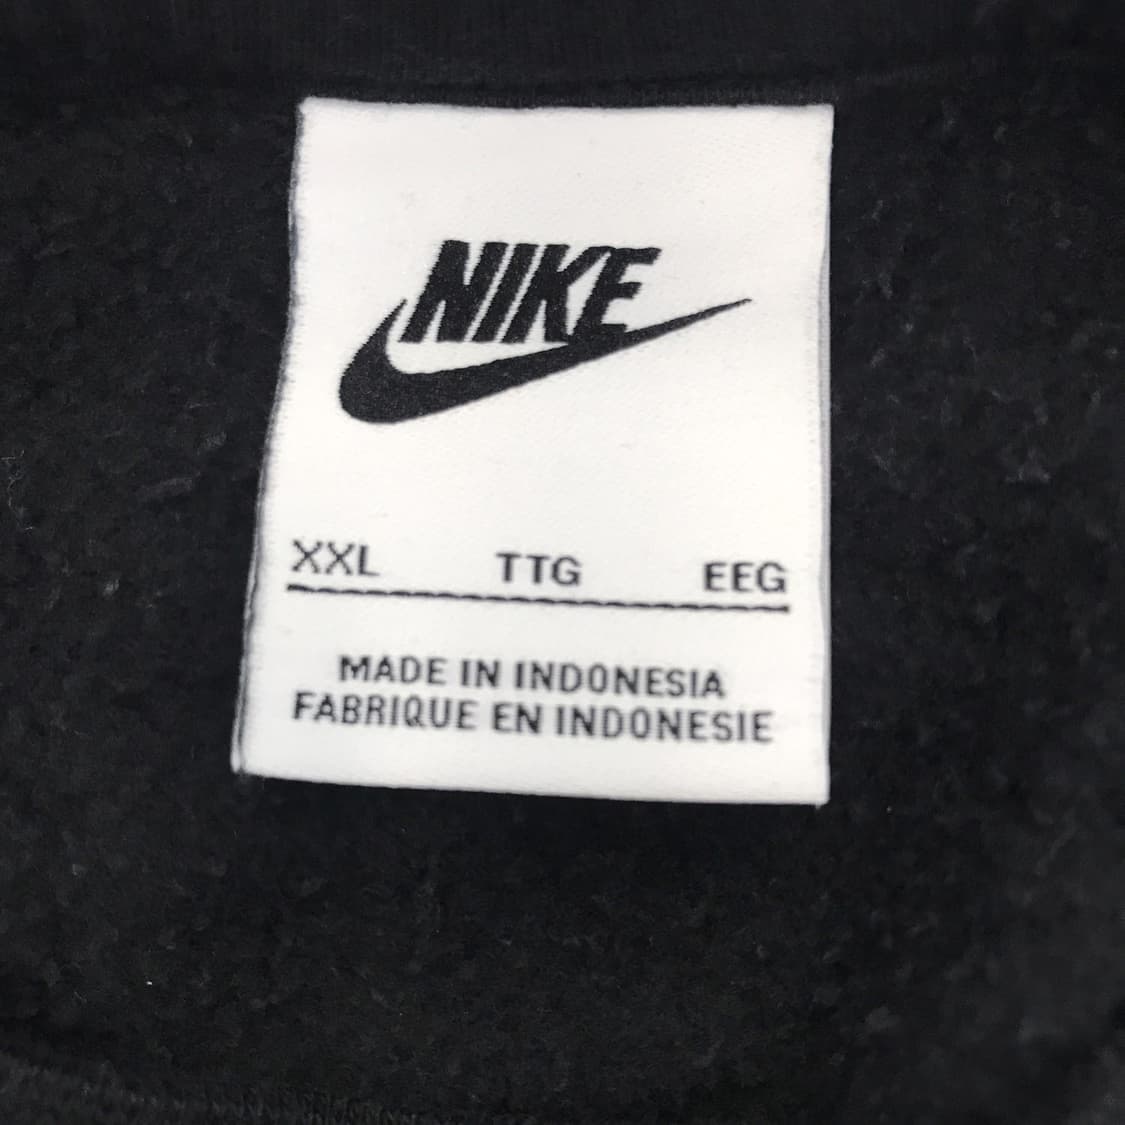 NIKE
XXL TTG EEG
MADE IN INDONESIA
FABRIQUE EN INDONESIE